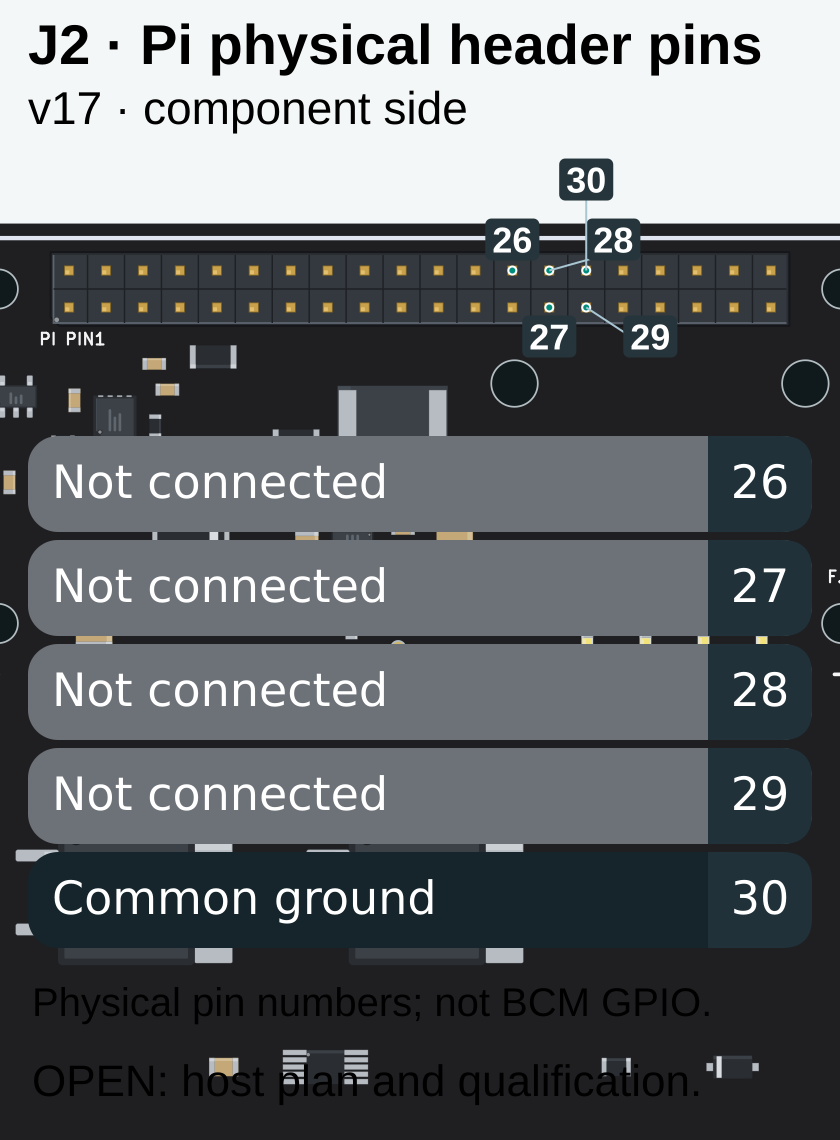 J2 · Pi physical header pins
v17 · component side
30
26 28
PI PIN1
27 29
Not connected 26
Not connected 27
Not connected 28
Not connected 29
Common ground 30
Physical pin numbers; not BCM GPIO.
OPEN: host plan and qualification.